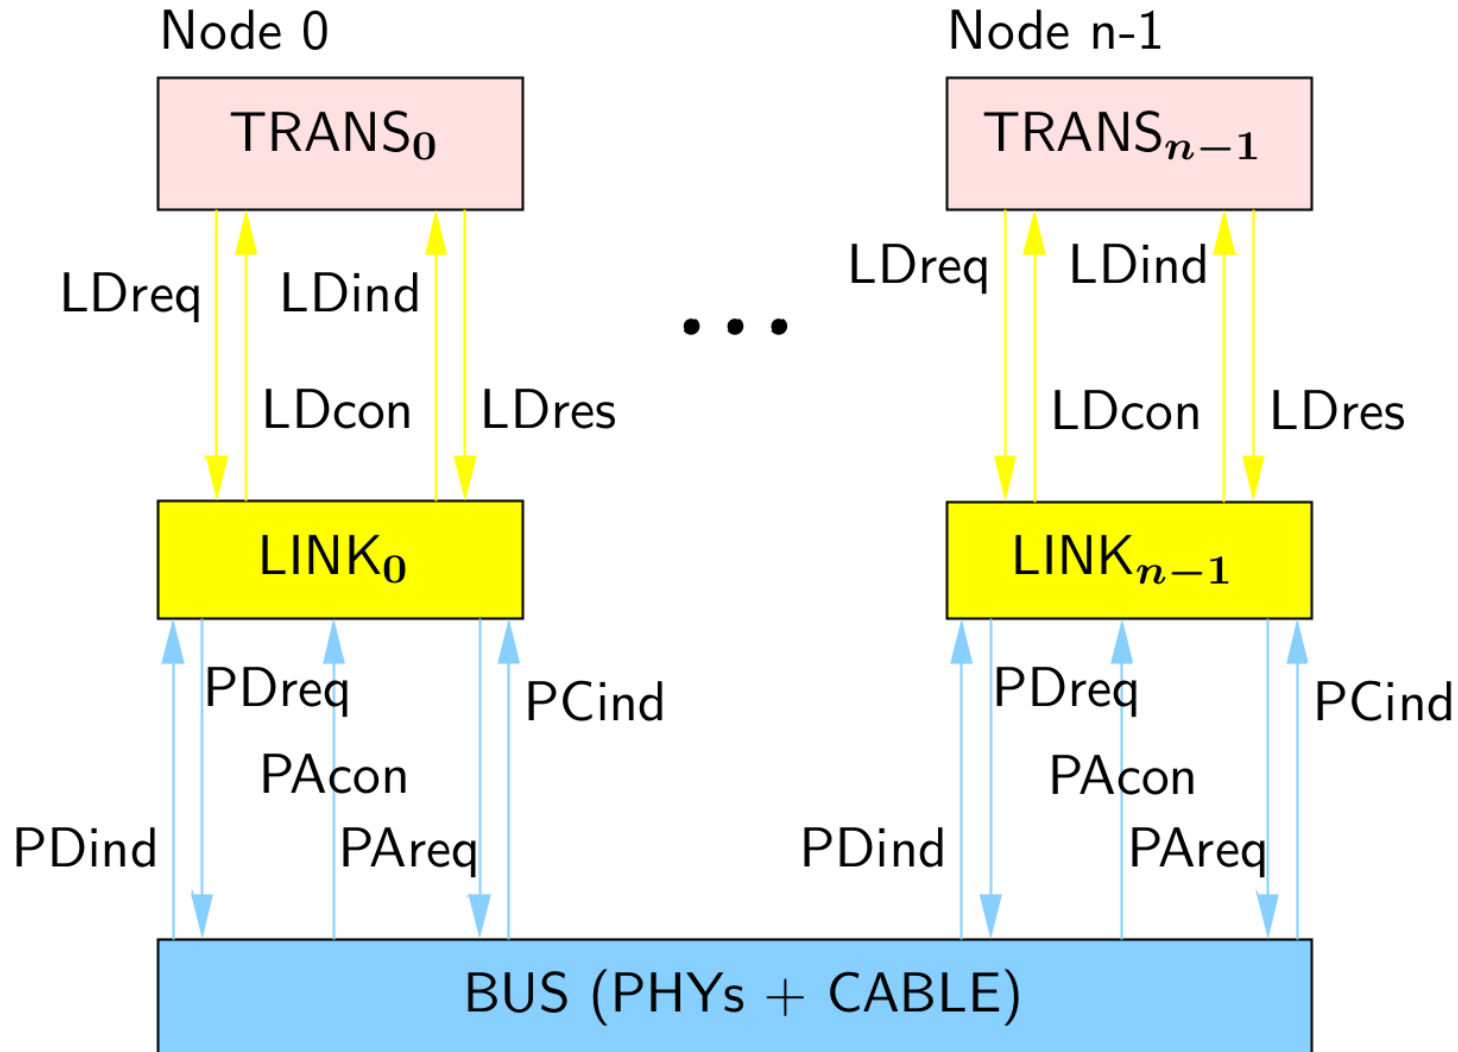 Node 0 Node n-1
TRANS₀ TRANSₙ₋₁
LDreq LDind LDreq LDind
LDcon LDres LDcon LDres
...
LINK₀ LINKₙ₋₁
PDreq PCind PDreq PCind
PAcon PAcon
PDind PAreq PDind PAreq
BUS (PHYs + CABLE)